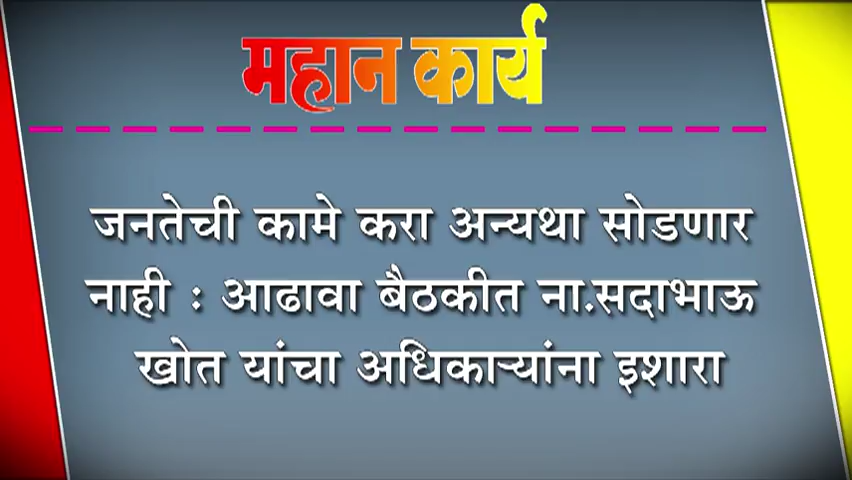 महान कार्य
जनतेची कामे करा अन्यथा सोडणार
नाही : आढावा बैठकीत ना.सदाभाऊ
खोत यांचा अधिकाऱ्यांना इशारा